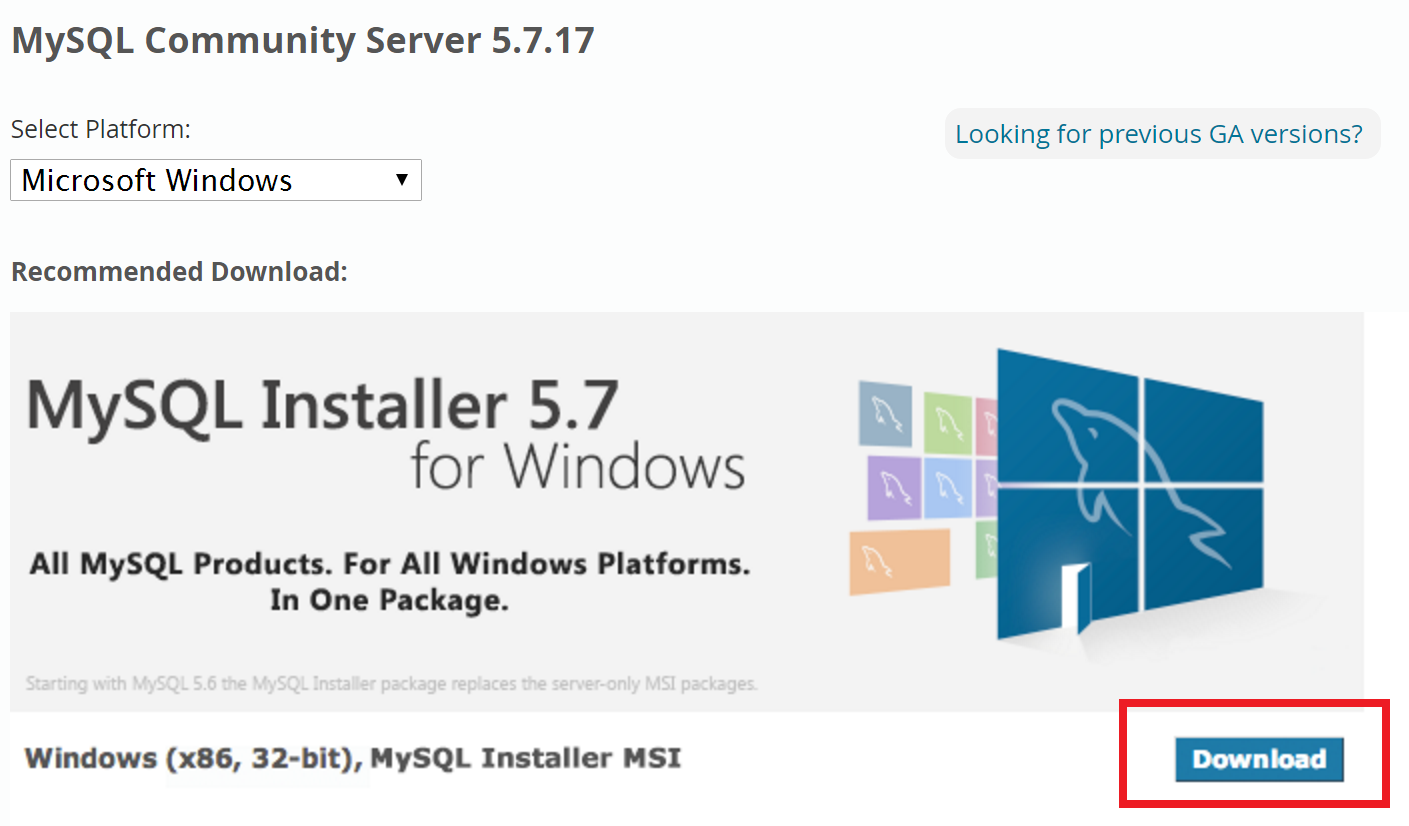 MySQL Community Server 5.7.17
Select Platform:
Looking for previous GA versions?
Microsoft Windows
Recommended Download:
MySQL Installer 5.7
for Windows
All MySQL Products. For All Windows Platforms.
In One Package.
Starting with MySQL 5.6 the MySQL Installer package replaces the server-only MSI packages.
Windows (x86, 32-bit), MySQL Installer MSI
Download